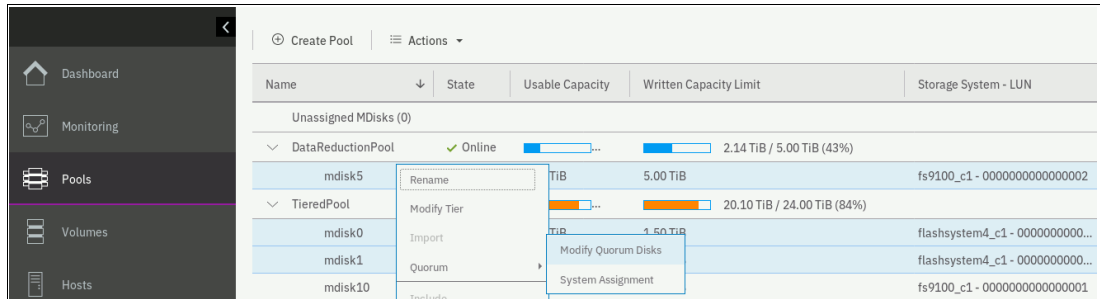 Create Pool Actions
Dashboard
Name State Usable Capacity Written Capacity Limit Storage System - LUN
Unassigned MDisks (0)
Monitoring
DataReductionPool Online ... 2.14 TiB / 5.00 TiB (43%)
mdisk5 Rename TiB 5.00 TiB fs9100_c1 - 0000000000000002
Pools
TieredPool ... 20.10 TiB / 24.00 TiB (84%)
Modify Tier
Volumes
mdisk0 Import TiB 1.50 TiB flashsystem4_c1 - 0000000000...
Modify Quorum Disks
mdisk1 Quorum flashsystem4_c1 - 0000000000...
System Assignment
Hosts
mdisk10 Include fs9100_c1 - 0000000000000001